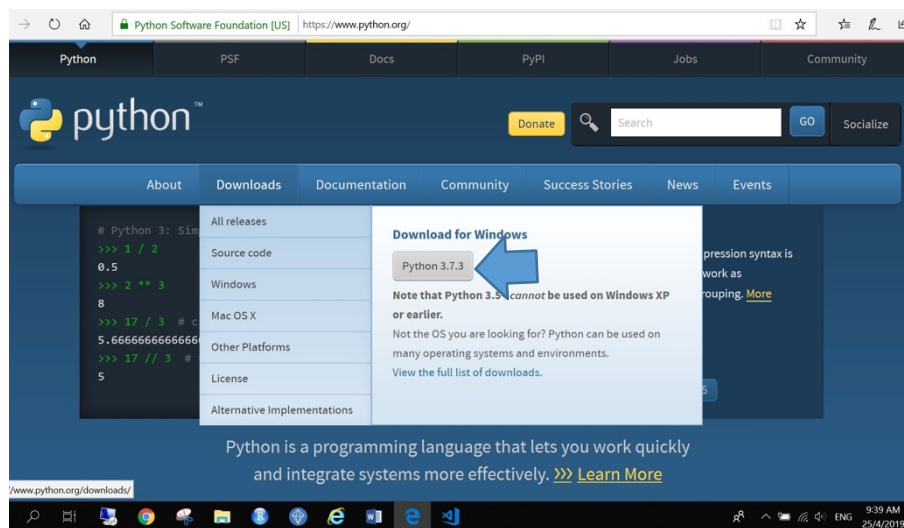 Python Software Foundation [US] https://www.python.org/
Python PSF Docs PyPI Jobs Community
python™
Donate Search GO Socialize
About Downloads Documentation Community Success Stories News Events
All releases
Source code
Windows
Mac OS X
Other Platforms
License
Alternative Implementations
Download for Windows
Python 3.7.3
Note that Python 3.5 cannot be used on Windows XP
or earlier.
Not the OS you are looking for? Python can be used on
many operating systems and environments.
View the full list of downloads.
# Python 3: Sim
>>> 1 / 2
0.5
>>> 2 ** 3
8
>>> 17 / 3 # c
5.666666666666
>>> 17 // 3 #
5
pression syntax is
work as
rouping. More
5
Python is a programming language that lets you work quickly
and integrate systems more effectively. >>> Learn More
/www.python.org/downloads/
ENG 9:39 AM
25/4/2019